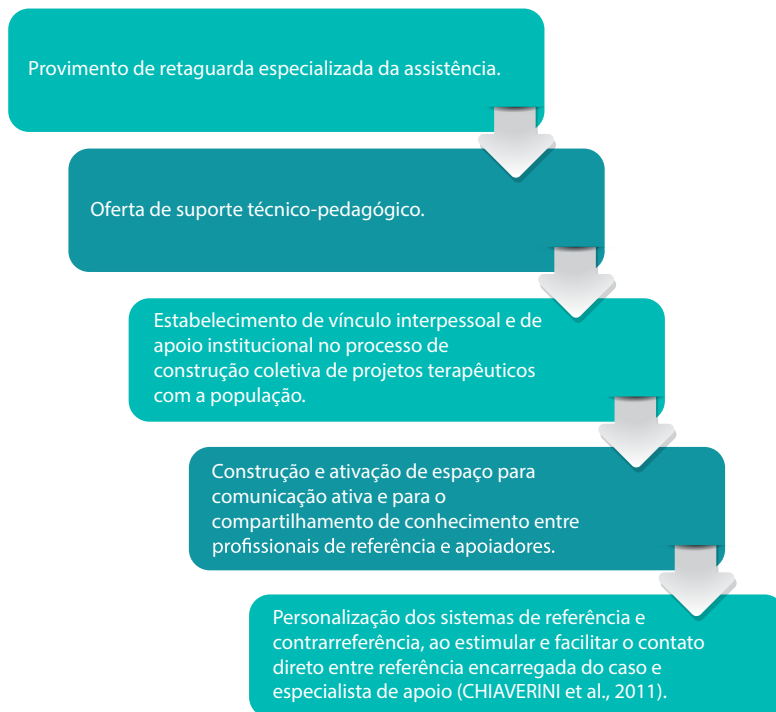 Provimento de retaguarda especializada da assistência.
Oferta de suporte técnico-pedagógico.
Estabelecimento de vínculo interpessoal e de
apoio institucional no processo de
construção coletiva de projetos terapêuticos
com a população.
Construção e ativação de espaço para
comunicação ativa e para o
compartilhamento de conhecimento entre
profissionais de referência e apoiadores.
Personalização dos sistemas de referência e
contrarreferência, ao estimular e facilitar o contato
direto entre referência encarregada do caso e
especialista de apoio (CHIAVERINI et al., 2011).